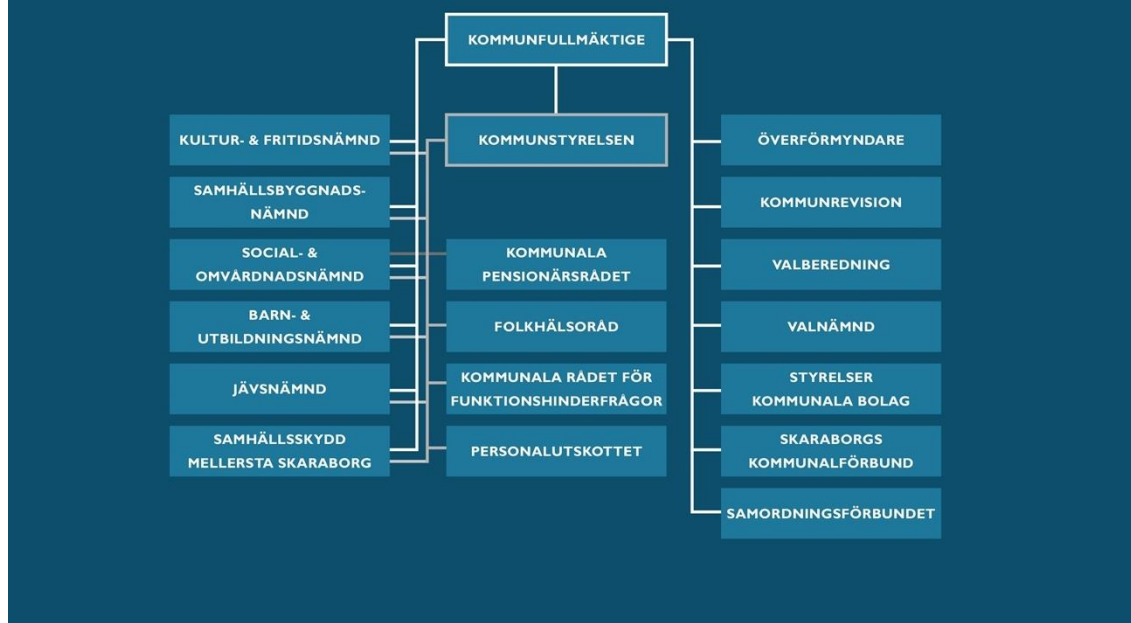 KOMMUNFULLMÄKTIGE
KULTUR- & FRITIDSNÄMND
SAMHÄLLSBYGGNADS-
NÄMND
SOCIAL- &
OMVÅRDNADSNÄMND
BARN- &
UTBILDNINGSNÄMND
JÄVSNÄMND
SAMHÄLLSSKYDD
MELLERSTA SKARABORG
KOMMUNSTYRELSEN
KOMMUNALA
PENSIONÄRSRÅDET
FOLKHÄLSORÅD
KOMMUNALA RÅDET FÖR
FUNKTIONSHINDERFRÅGOR
PERSONALUTSKOTTET
ÖVERFÖRMYNDARE
KOMMUNREVISION
VALBEREDNING
VALNÄMND
STYRELSER
KOMMUNALA BOLAG
SKARABORGS
KOMMUNALFÖRBUND
SAMORDNINGSFÖRBUNDET